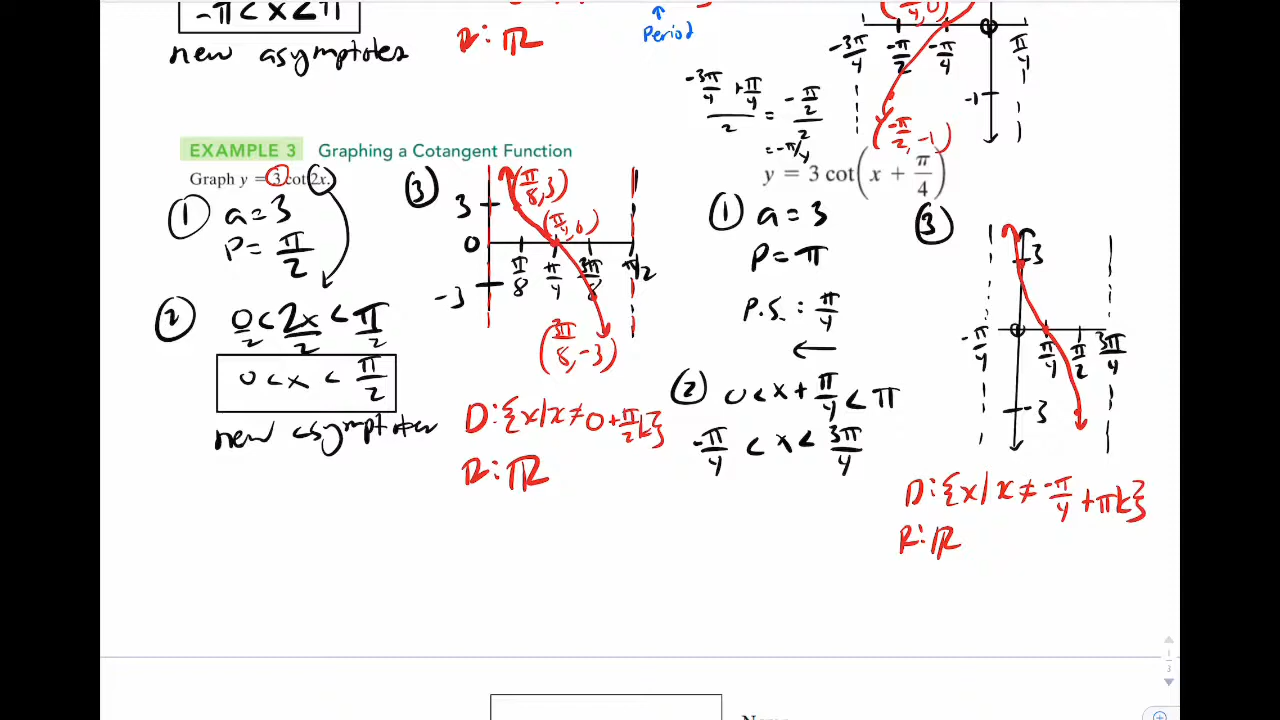 -π < x < π
new asymptotes
R: ℝ
↑
Period
π/4, 0)
-3π/4 -π/2 -π/4 π/4
-1
(-π/2, -1)
-3π/4 + π/4
2
= -π/2
2
= -π/4
EXAMPLE 3 Graphing a Cotangent Function
Graph y = 3 cot 2x.
① a = 3
P = π/2
② 0/2 < 2x/2 < π/2
0 < x < π/2
new asymptotes
③
3
0
-3
(π/8, 3)
(π/4, 0)
π/8 π/4 3π/8 π/2
(3π/8, -3)
D: {x | x ≠ 0 + π/2 k}
R: ℝ
y = 3 cot(x + π/4)
① a = 3
P = π
P.S. : π/4
←
② 0 < x + π/4 < π
-π/4 < x < 3π/4
③
3
0
-π/4 π/4 π/2 3π/4
-3
D: {x | x ≠ -π/4 + πk}
R: ℝ
1
3